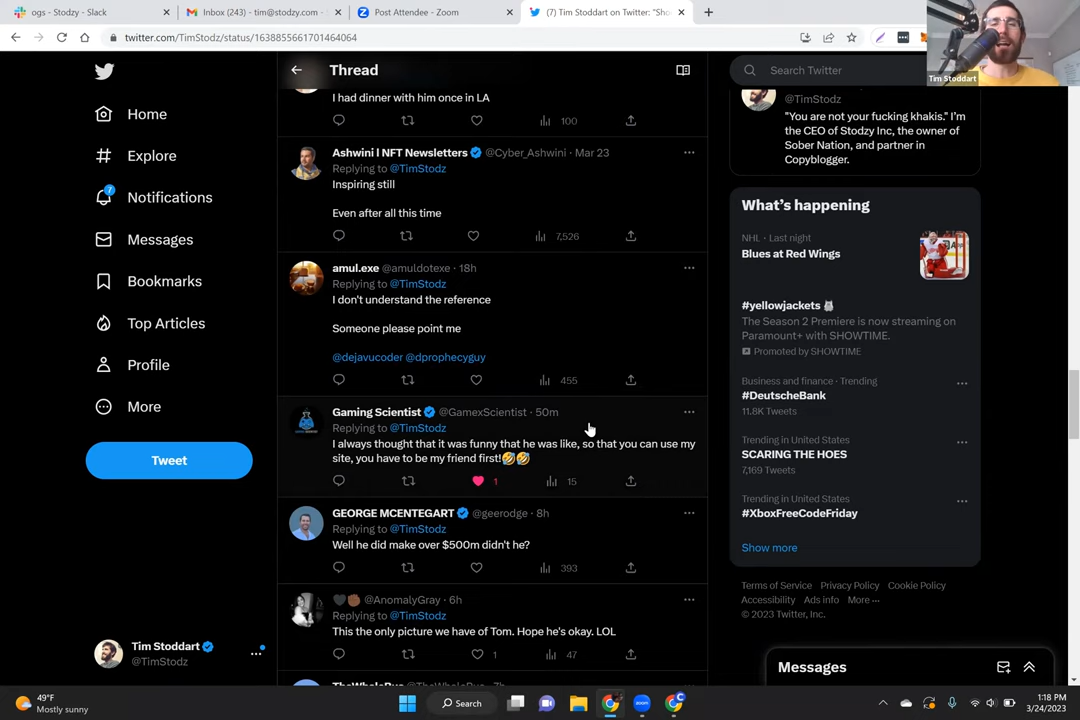 ogs - Stodzy - Slack
Inbox (243) - tim@stodzy.com -
Post Attendee - Zoom
(7) Tim Stoddart on Twitter: "Sho
twitter.com/TimStodz/status/1638855661701464064
Tim Stoddart
Home
Explore
7
Notifications
Messages
Bookmarks
Top Articles
Profile
More
Tweet
Tim Stoddart
@TimStodz
Thread
I had dinner with him once in LA
100
Ashwini l NFT Newsletters @Cyber_Ashwini · Mar 23
Replying to @TimStodz
Inspiring still
Even after all this time
7,526
amul.exe @amuldotexe · 18h
Replying to @TimStodz
I don't understand the reference
Someone please point me
@dejavucoder @dprophecyguy
455
Gaming Scientist @GamexScientist · 50m
Replying to @TimStodz
I always thought that it was funny that he was like, so that you can use my
site, you have to be my friend first!🤣🤣
1 15
GEORGE MCENTEGART @geerodge · 8h
Replying to @TimStodz
Well he did make over $500m didn't he?
393
🖤✊🏾 @AnomalyGray · 6h
Replying to @TimStodz
This the only picture we have of Tom. Hope he's okay. LOL
1 47
Search Twitter
@TimStodz
"You are not your fucking khakis." I'm
the CEO of Stodzy Inc, the owner of
Sober Nation, and partner in
Copyblogger.
What's happening
NHL · Last night
Blues at Red Wings
#yellowjackets
The Season 2 Premiere is now streaming on
Paramount+ with SHOWTIME.
Promoted by SHOWTIME
Business and finance · Trending
#DeutscheBank
11.8K Tweets
Trending in United States
SCARING THE HOES
7,169 Tweets
Trending in United States
#XboxFreeCodeFriday
Show more
Terms of Service Privacy Policy Cookie Policy
Accessibility Ads info More ···
© 2023 Twitter, Inc.
Messages
49°F
Mostly sunny
Search
1:18 PM
3/24/2023